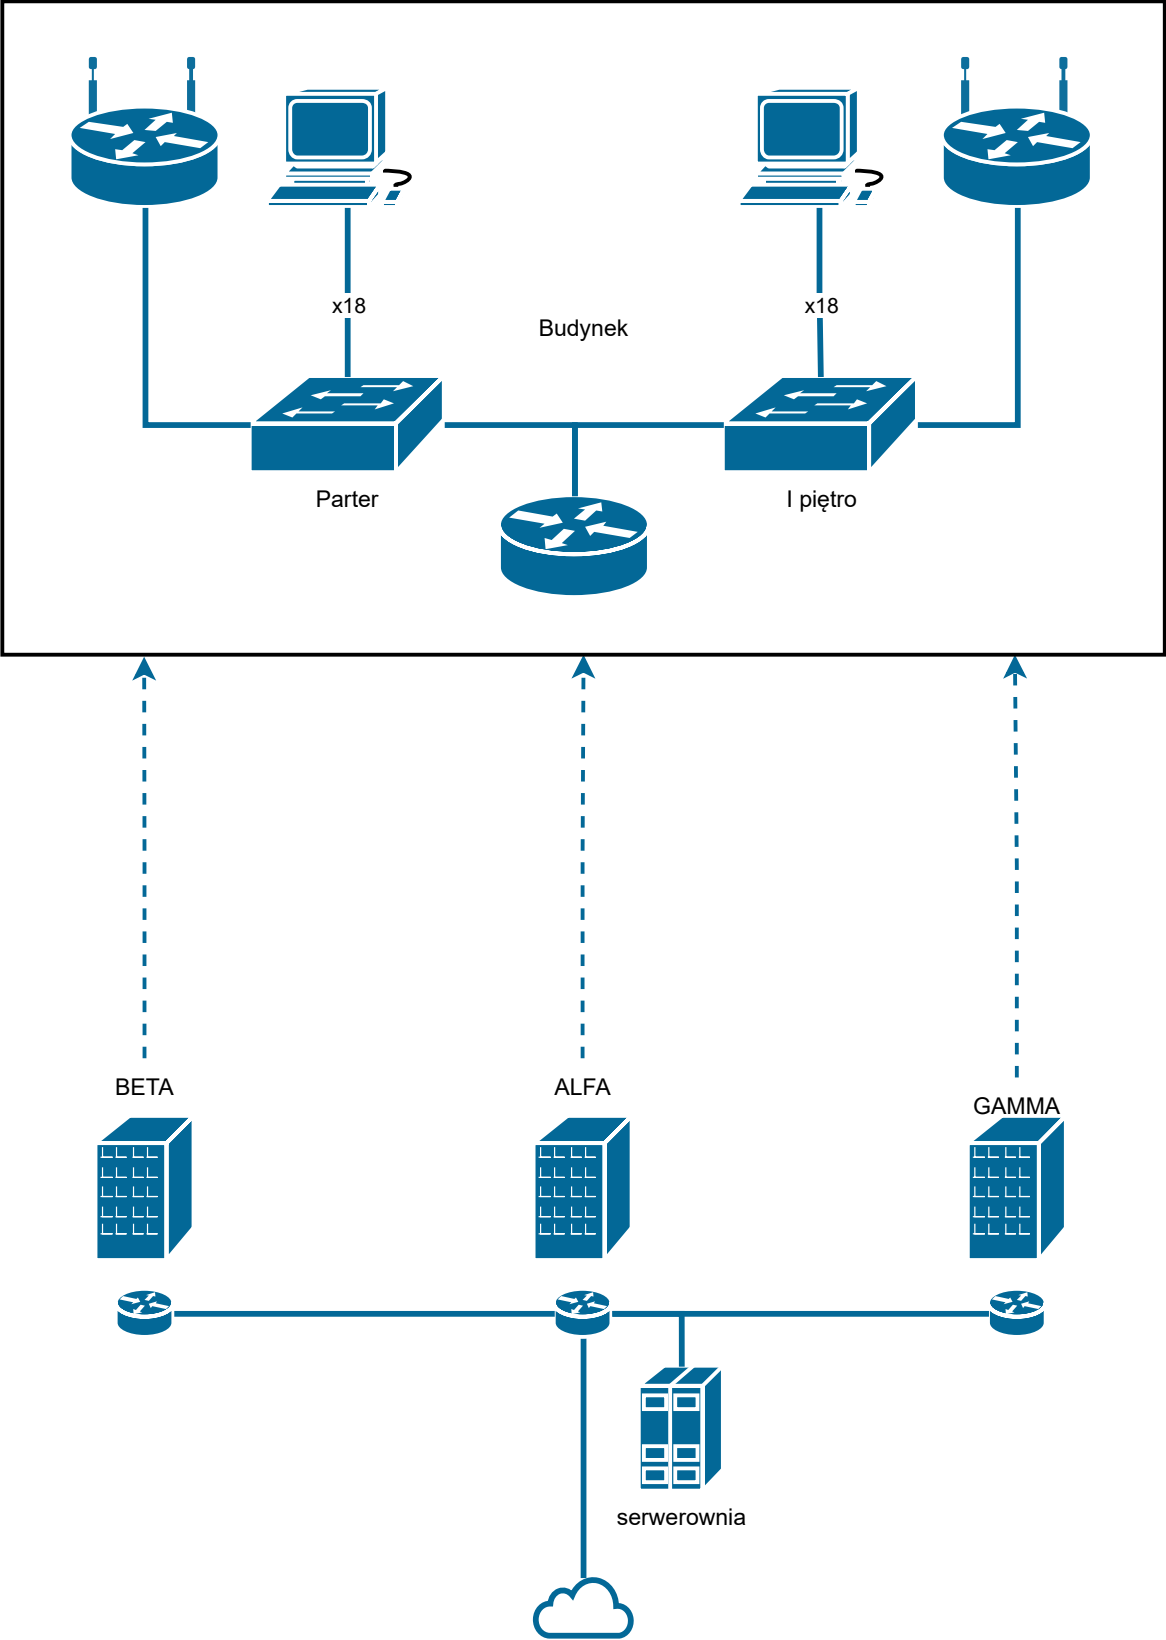 x18
x18
Budynek
Parter
I piętro
BETA
ALFA
GAMMA
serwerownia